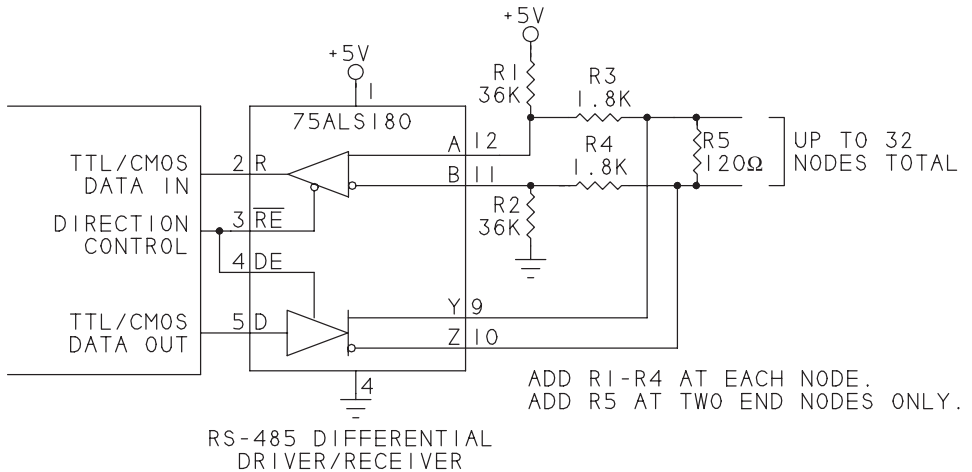 +5V
+5V
1
R1
36K
R3
1.8K
75ALS180
A 12
R4
1.8K
R5
120Ω
UP TO 32
NODES TOTAL
TTL/CMOS
DATA IN
2 R
B 11
R2
36K
DIRECTION
CONTROL
3 RE
4 DE
Y 9
TTL/CMOS
DATA OUT
5 D
Z 10
4
ADD R1-R4 AT EACH NODE.
ADD R5 AT TWO END NODES ONLY.
RS-485 DIFFERENTIAL
DRIVER/RECEIVER